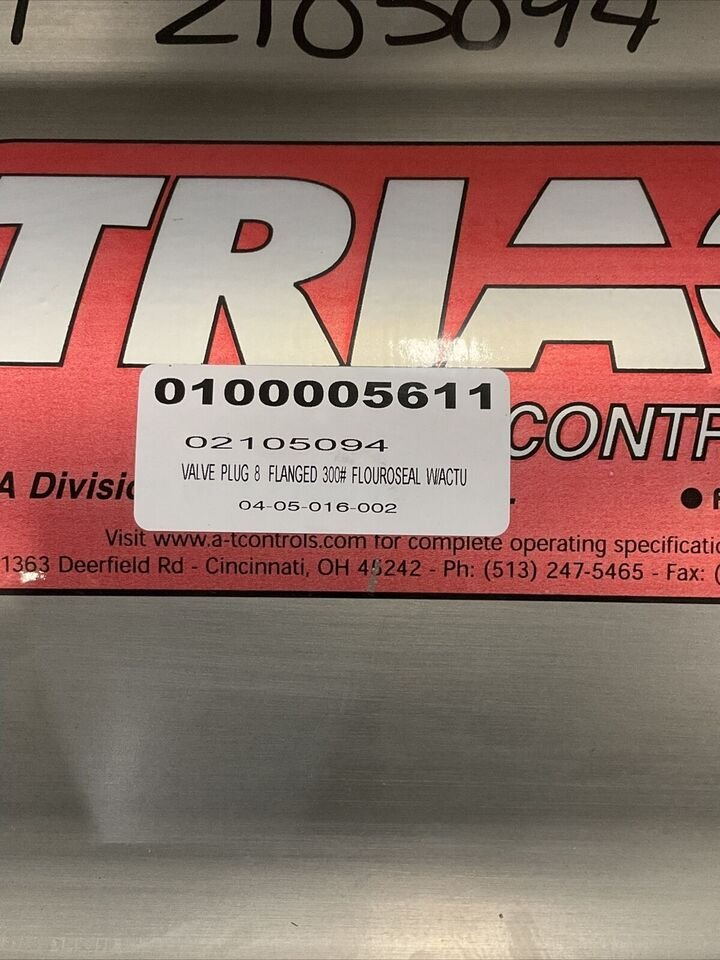 2105094
TRIA
CONTR
0100005611
02105094
VALVE PLUG 8 FLANGED 300# FLOUROSEAL W/ACTU
04-05-016-002
A Divisi
Visit www.a-tcontrols.com for complete operating specificatio
1363 Deerfield Rd - Cincinnati, OH 45242 - Ph: (513) 247-5465 - Fax: (